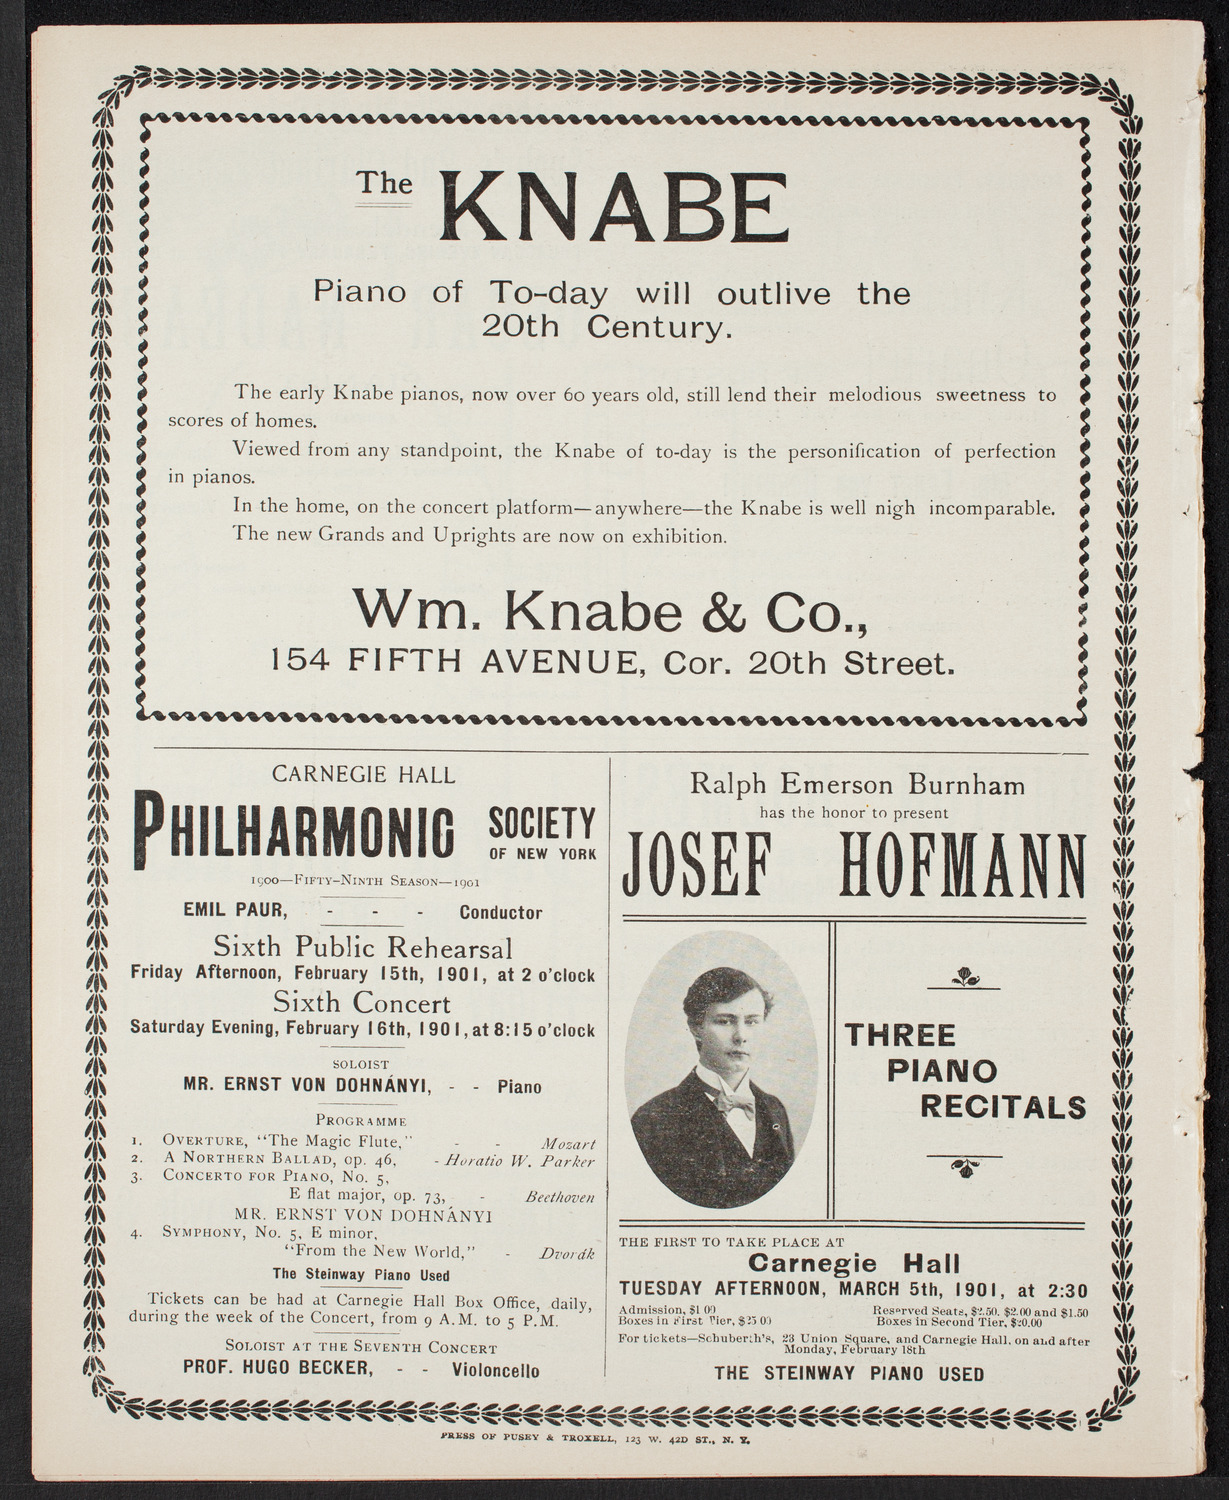 The KNABE
Piano of To-day will outlive the
20th Century.
The early Knabe pianos, now over 60 years old, still lend their melodious sweetness to
scores of homes.
Viewed from any standpoint, the Knabe of to-day is the personification of perfection
in pianos.
In the home, on the concert platform—anywhere—the Knabe is well nigh incomparable.
The new Grands and Uprights are now on exhibition.
Wm. Knabe & Co.,
154 FIFTH AVENUE, Cor. 20th Street.
CARNEGIE HALL
PHILHARMONIC SOCIETY
OF NEW YORK
1900—FIFTY-NINTH SEASON—1901
EMIL PAUR, - - - Conductor
Sixth Public Rehearsal
Friday Afternoon, February 15th, 1901, at 2 o'clock
Sixth Concert
Saturday Evening, February 16th, 1901, at 8:15 o'clock
SOLOIST
MR. ERNST VON DOHNÁNYI, - - Piano
PROGRAMME
1. OVERTURE, "The Magic Flute," - - Mozart
2. A NORTHERN BALLAD, op. 46, - Horatio W. Parker
3. CONCERTO FOR PIANO, No. 5,
E flat major, op. 73, - Beethoven
MR. ERNST VON DOHNÁNYI
4. SYMPHONY, No. 5, E minor,
"From the New World," - Dvorák
The Steinway Piano Used
Tickets can be had at Carnegie Hall Box Office, daily,
during the week of the Concert, from 9 A.M. to 5 P.M.
SOLOIST AT THE SEVENTH CONCERT
PROF. HUGO BECKER, - - Violoncello
Ralph Emerson Burnham
has the honor to present
JOSEF HOFMANN
THREE
PIANO
RECITALS
THE FIRST TO TAKE PLACE AT
Carnegie Hall
TUESDAY AFTERNOON, MARCH 5th, 1901, at 2:30
Admission, $1 00 Reserved Seats, $2.50, $2.00 and $1.50
Boxes in First Tier, $25 00 Boxes in Second Tier, $20.00
For tickets—Schuberth's, 23 Union Square, and Carnegie Hall, on and after
Monday, February 18th
THE STEINWAY PIANO USED
PRESS OF PUSEY & TROXELL, 123 W. 42D ST., N. Y.